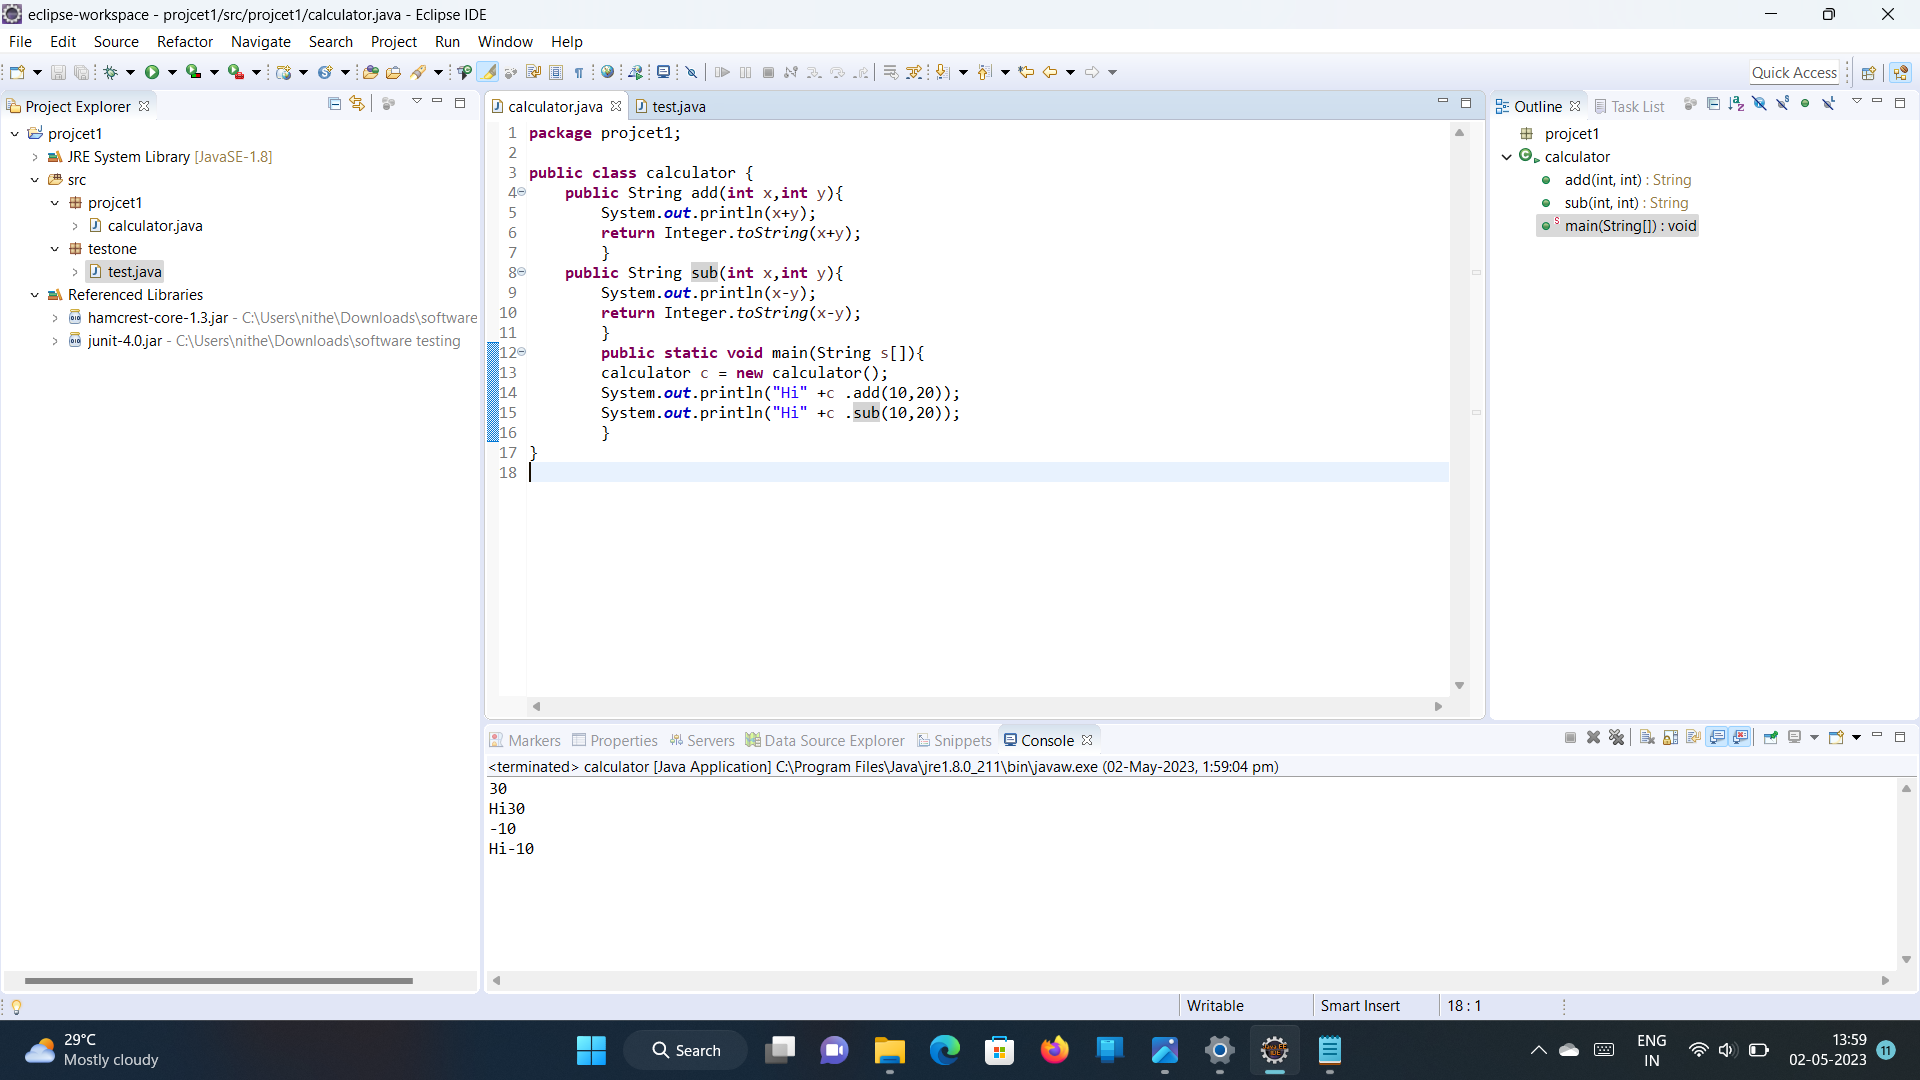 eclipse-workspace - projcet1/src/projcet1/calculator.java - Eclipse IDE
File Edit Source Refactor Navigate Search Project Run Window Help
Quick Access
Project Explorer
projcet1
JRE System Library [JavaSE-1.8]
src
projcet1
calculator.java
testone
test.java
Referenced Libraries
hamcrest-core-1.3.jar - C:\Users\nithe\Downloads\software
junit-4.0.jar - C:\Users\nithe\Downloads\software testing
calculator.java test.java
1 package projcet1;
2
3 public class calculator {
4 public String add(int x,int y){
5 System.out.println(x+y);
6 return Integer.toString(x+y);
7 }
8 public String sub(int x,int y){
9 System.out.println(x-y);
10 return Integer.toString(x-y);
11 }
12 public static void main(String s[]){
13 calculator c = new calculator();
14 System.out.println("Hi" +c .add(10,20));
15 System.out.println("Hi" +c .sub(10,20));
16 }
17 }
18
Outline Task List
projcet1
calculator
add(int, int) : String
sub(int, int) : String
main(String[]) : void
Markers Properties Servers Data Source Explorer Snippets Console
<terminated> calculator [Java Application] C:\Program Files\Java\jre1.8.0_211\bin\javaw.exe (02-May-2023, 1:59:04 pm)
30
Hi30
-10
Hi-10
Writable Smart Insert 18 : 1
29°C
Mostly cloudy
Search
ENG
IN
13:59
02-05-2023
11